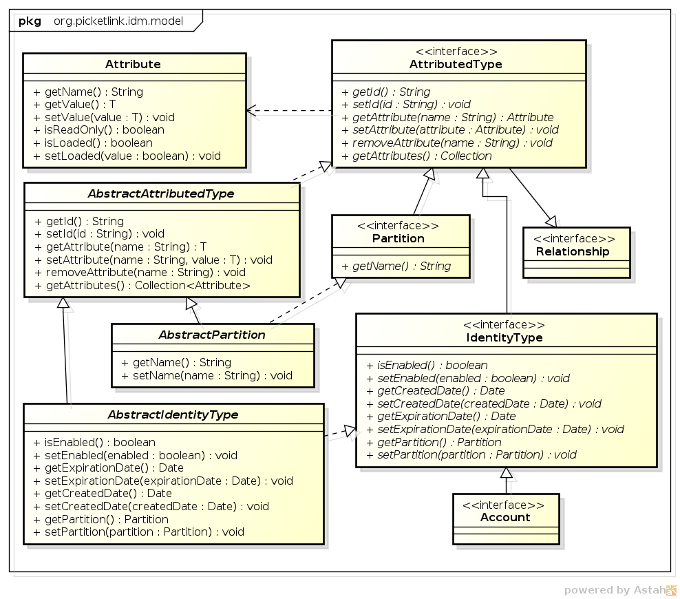 pkg org.picketlink.idm.model
Attribute
+ getName() : String
+ getValue() : T
+ setValue(value : T) : void
+ isReadOnly() : boolean
+ isLoaded() : boolean
+ setLoaded(value : boolean) : void
<<interface>>
AttributedType
+ getId() : String
+ setId(id : String) : void
+ getAttribute(name : String) : Attribute
+ setAttribute(attribute : Attribute) : void
+ removeAttribute(name : String) : void
+ getAttributes() : Collection
AbstractAttributedType
+ getId() : String
+ setId(id : String) : void
+ getAttribute(name : String) : T
+ setAttribute(name : String, value : T) : void
+ removeAttribute(name : String) : void
+ getAttributes() : Collection<Attribute>
<<interface>>
Partition
+ getName() : String
<<interface>>
Relationship
AbstractPartition
+ getName() : String
+ setName(name : String) : void
<<interface>>
IdentityType
+ isEnabled() : boolean
+ setEnabled(enabled : boolean) : void
+ getCreatedDate() : Date
+ setCreatedDate(createdDate : Date) : void
+ getExpirationDate() : Date
+ setExpirationDate(expirationDate : Date) : void
+ getPartition() : Partition
+ setPartition(partition : Partition) : void
AbstractIdentityType
+ isEnabled() : boolean
+ setEnabled(enabled : boolean) : void
+ getExpirationDate() : Date
+ setExpirationDate(expirationDate : Date) : void
+ getCreatedDate() : Date
+ setCreatedDate(createdDate : Date) : void
+ getPartition() : Partition
+ setPartition(partition : Partition) : void
<<interface>>
Account
powered by Astah